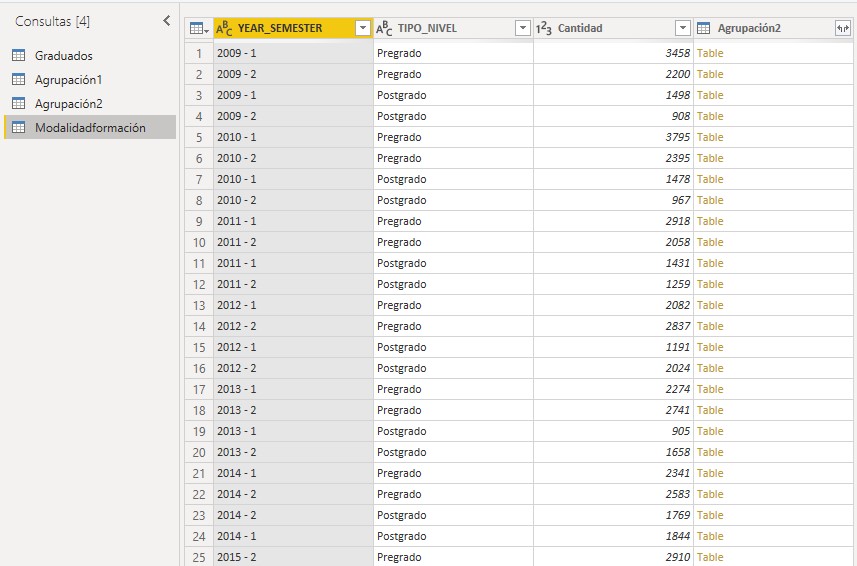 Consultas [4]
Graduados
Agrupación1
Agrupación2
Modalidadformación
ABC YEAR_SEMESTER ABC TIPO_NIVEL 123 Cantidad Agrupación2
1 2009 - 1 Pregrado 3458 Table
2 2009 - 2 Pregrado 2200 Table
3 2009 - 1 Postgrado 1498 Table
4 2009 - 2 Postgrado 908 Table
5 2010 - 1 Pregrado 3795 Table
6 2010 - 2 Pregrado 2395 Table
7 2010 - 1 Postgrado 1478 Table
8 2010 - 2 Postgrado 967 Table
9 2011 - 1 Pregrado 2918 Table
10 2011 - 2 Pregrado 2058 Table
11 2011 - 1 Postgrado 1431 Table
12 2011 - 2 Postgrado 1259 Table
13 2012 - 1 Pregrado 2082 Table
14 2012 - 2 Pregrado 2837 Table
15 2012 - 1 Postgrado 1191 Table
16 2012 - 2 Postgrado 2024 Table
17 2013 - 1 Pregrado 2274 Table
18 2013 - 2 Pregrado 2741 Table
19 2013 - 1 Postgrado 905 Table
20 2013 - 2 Postgrado 1658 Table
21 2014 - 1 Pregrado 2341 Table
22 2014 - 2 Pregrado 2583 Table
23 2014 - 2 Postgrado 1769 Table
24 2014 - 1 Postgrado 1844 Table
25 2015 - 2 Pregrado 2910 Table